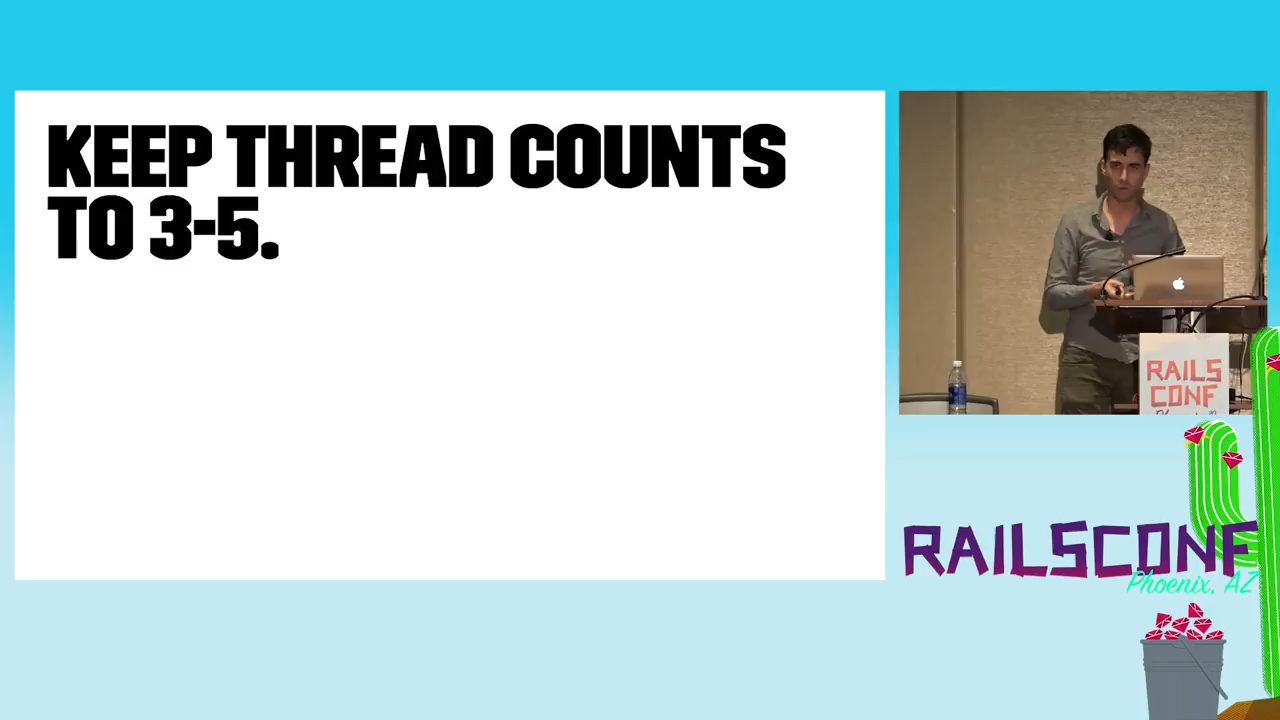 KEEP THREAD COUNTS
TO 3-5.
RAILS
CONF
RAILSCONF
Phoenix, AZ